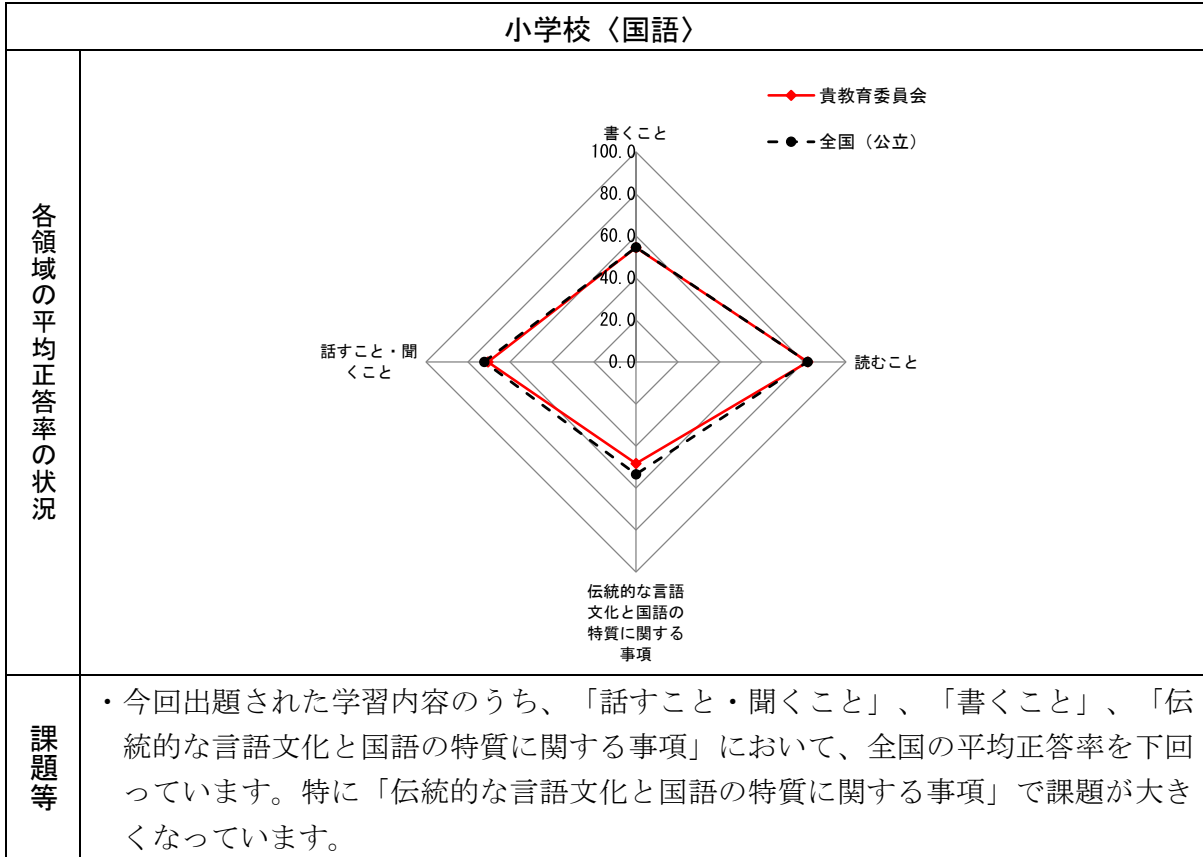 小学校〈国語〉
各領域の平均正答率の状況
貴教育委員会
全国（公立）
書くこと
100.0
80.0
60.0
40.0
20.0
0.0
話すこと・聞
くこと
読むこと
伝統的な言語
文化と国語の
特質に関する
事項
課題等
・今回出題された学習内容のうち、「話すこと・聞くこと」、「書くこと」、「伝
統的な言語文化と国語の特質に関する事項」において、全国の平均正答率を下回
っています。特に「伝統的な言語文化と国語の特質に関する事項」で課題が大き
くなっています。